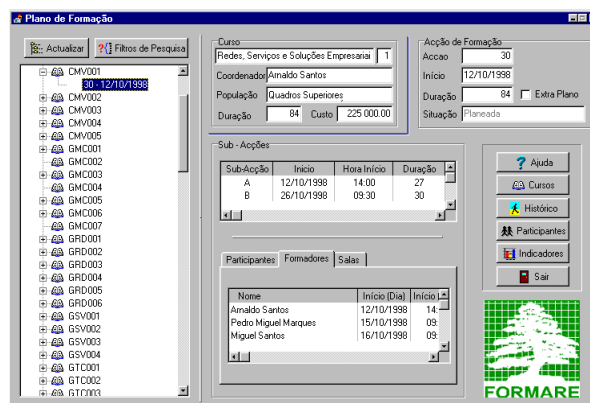 Plano de Formação
Actualizar
Filtros de Pesquisa
CMV001
30 - 12/10/1998
CMV002
CMV003
CMV004
CMV005
GMC001
GMC002
GMC003
GMC004
GMC005
GMC006
GMC007
GRD001
GRD002
GRD003
GRD004
GRD005
GRD006
GSV001
GSV002
GSV003
GSV004
GTC001
GTC002
GTC003
Curso
Redes, Serviços e Soluções Empresariai 1
Coordenador Arnaldo Santos
População Quadros Superiores
Duração 84 Custo 225 000.00
Acção de Formação
Accao 30
Início 12/10/1998
Duração 84 Extra Plano
Situação Planeada
Sub - Acções
Sub-Acção Inicio Hora Início Duração
A 12/10/1998 14:00 27
B 26/10/1998 09:30 30
Participantes Formadores Salas
Nome Início (Dia) Início
Arnaldo Santos 12/10/1998 14:
Pedro Miguel Marques 15/10/1998 09:
Miguel Santos 16/10/1998 09:
Ajuda
Cursos
Histórico
Participantes
Indicadores
Sair
FORMARE